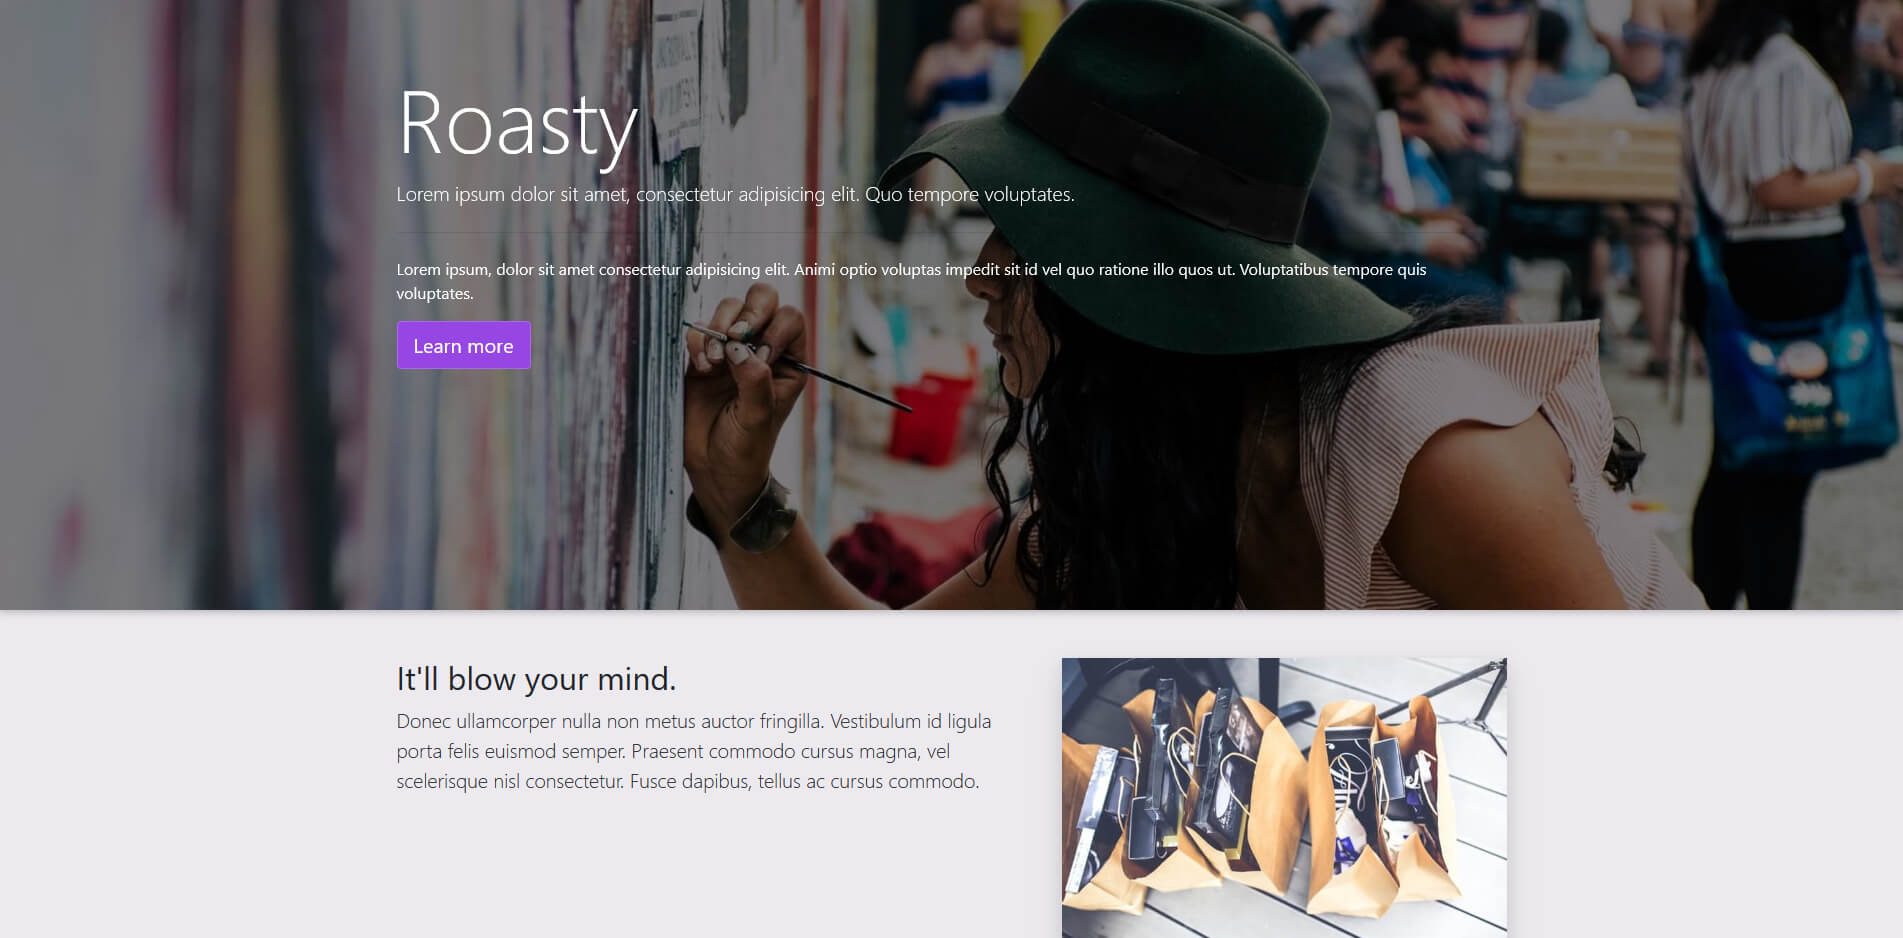 Roasty
Lorem ipsum dolor sit amet, consectetur adipisicing elit. Quo tempore voluptates.
Lorem ipsum, dolor sit amet consectetur adipisicing elit. Animi optio voluptas impedit sit id vel quo ratione illo quos ut. Voluptatibus tempore quis
voluptates.
Learn more
It'll blow your mind.
Donec ullamcorper nulla non metus auctor fringilla. Vestibulum id ligula
porta felis euismod semper. Praesent commodo cursus magna, vel
scelerisque nisl consectetur. Fusce dapibus, tellus ac cursus commodo.